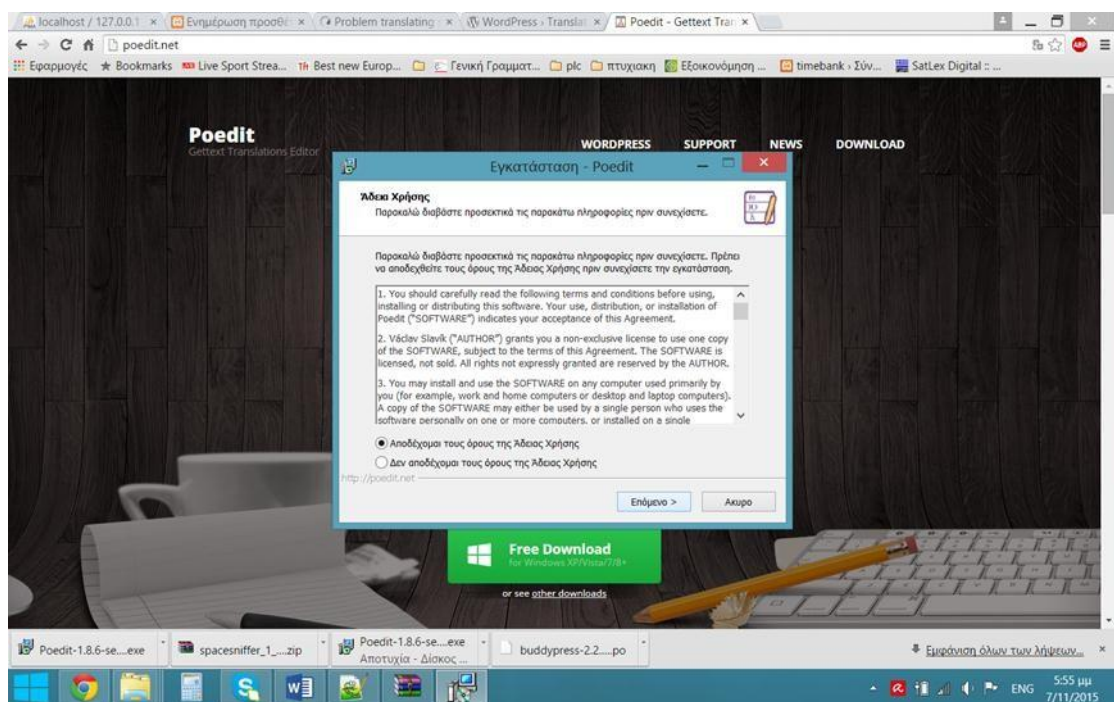 localhost / 127.0.0.1
Ενημέρωση προσθέ
Problem translating
WordPress › Translat
Poedit - Gettext Tran
poedit.net
ABP
Εφαρμογές
Bookmarks
Live Sport Strea...
Best new Europ...
Γενική Γραμματ...
plc
πτυχιακη
Εξοικονόμηση ...
timebank › Σύν...
SatLex Digital :: ...
Poedit
Gettext Translations Editor
WORDPRESS SUPPORT NEWS DOWNLOAD
Εγκατάσταση - Poedit
Άδεια Χρήσης
Παρακαλώ διαβάστε προσεκτικά τις παρακάτω πληροφορίες πριν συνεχίσετε.
Παρακαλώ διαβάστε προσεκτικά τις παρακάτω πληροφορίες πριν συνεχίσετε. Πρέπει
να αποδεχθείτε τους όρους της Άδειας Χρήσης πριν συνεχίσετε την εγκατάσταση.
1. You should carefully read the following terms and conditions before using,
installing or distributing this software. Your use, distribution, or installation of
Poedit ("SOFTWARE") indicates your acceptance of this Agreement.
2. Václav Slavík ("AUTHOR") grants you a non-exclusive license to use one copy
of the SOFTWARE, subject to the terms of this Agreement. The SOFTWARE is
licensed, not sold. All rights not expressly granted are reserved by the AUTHOR.
3. You may install and use the SOFTWARE on any computer used primarily by
you (for example, work and home computers or desktop and laptop computers).
A copy of the SOFTWARE may either be used by a single person who uses the
software personally on one or more computers, or installed on a single
Αποδέχομαι τους όρους της Άδειας Χρήσης
Δεν αποδέχομαι τους όρους της Άδειας Χρήσης
http://poedit.net
Επόμενο >
Ακυρο
Free Download
for Windows XP/Vista/7/8+
or see other downloads
Poedit-1.8.6-se....exe
spacesniffer_1_....zip
Poedit-1.8.6-se....exe
Αποτυχία - Δίσκος ...
buddypress-2.2.....po
Εμφάνιση όλων των λήψεων...
ENG
5:55 μμ
7/11/2015